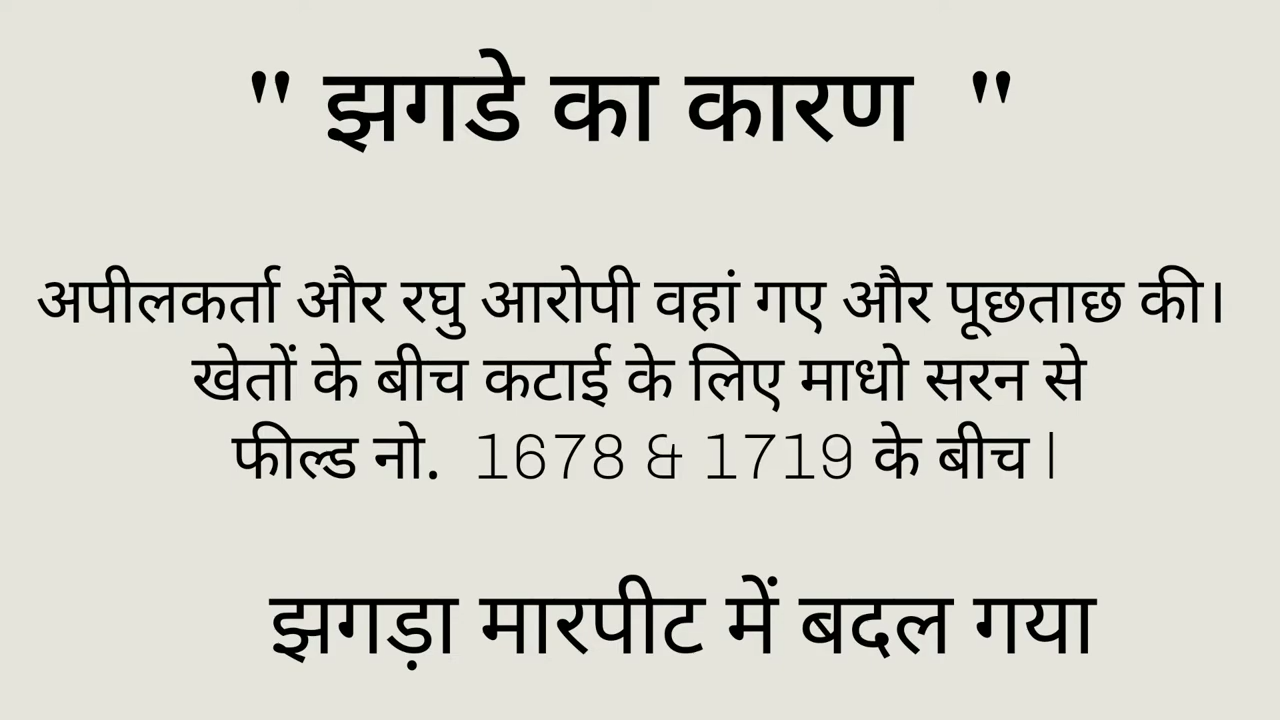 " झगडे का कारण "
अपीलकर्ता और रघु आरोपी वहां गए और पूछताछ की।
खेतों के बीच कटाई के लिए माधो सरन से
फील्ड नो. 1678 & 1719 के बीच |
झगड़ा मारपीट में बदल गया